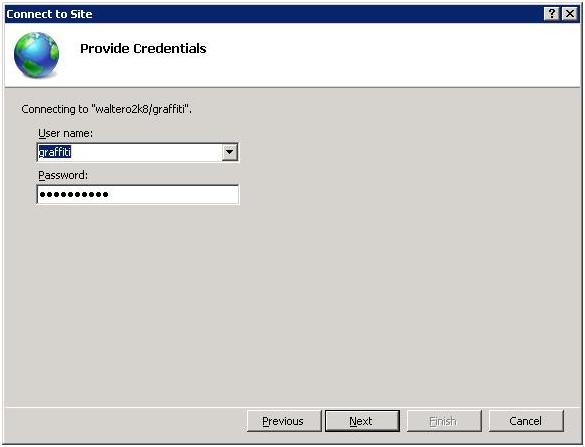 Connect to Site
Provide Credentials
Connecting to "waltero2k8/graffiti".
User name:
graffiti
Password:
●●●●●●●●●●
Previous
Next
Finish
Cancel